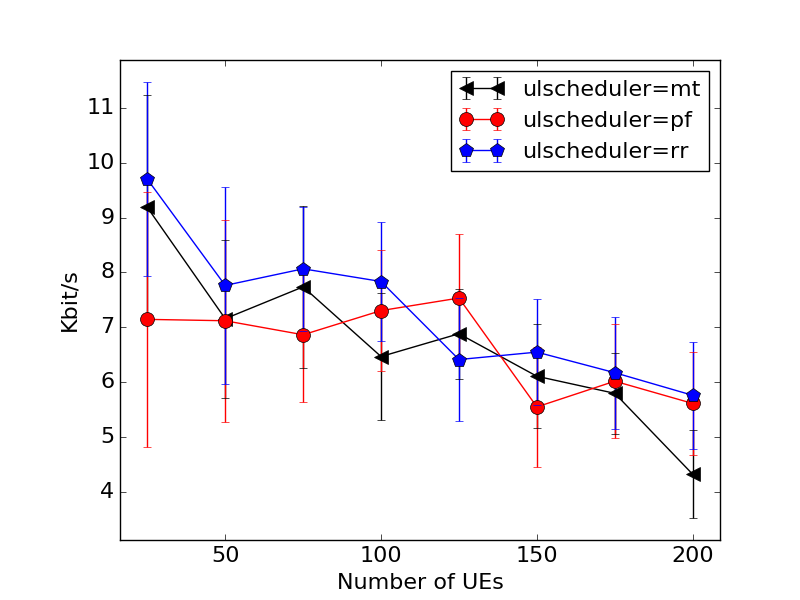 ulscheduler=mt
ulscheduler=pf
ulscheduler=rr
11
10
9
8
7
6
5
4
Kbit/s
50 100 150 200
Number of UEs